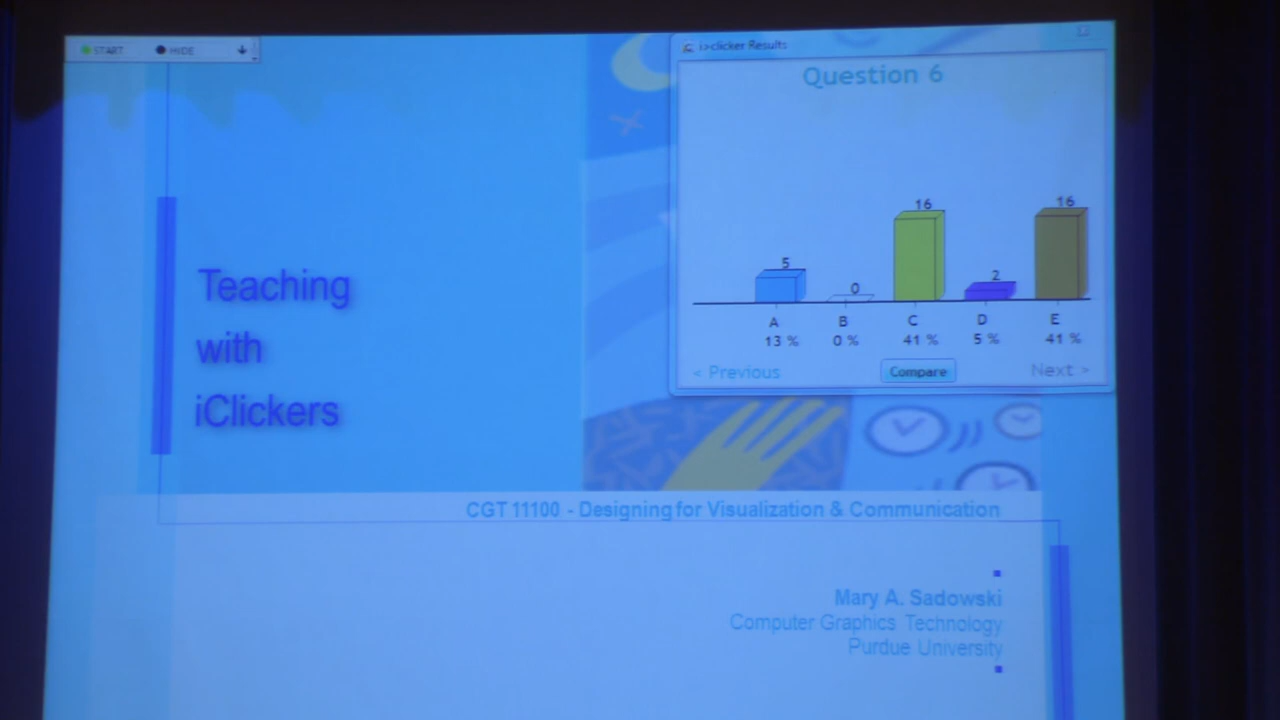 START HIDE
i>clicker Results
Question 6
5 0 16 2 16
A B C D E
13 % 0 % 41 % 5 % 41 %
< Previous Compare Next >
Teaching
with
iClickers
CGT 11100 - Designing for Visualization & Communication
Mary A. Sadowski
Computer Graphics Technology
Purdue University